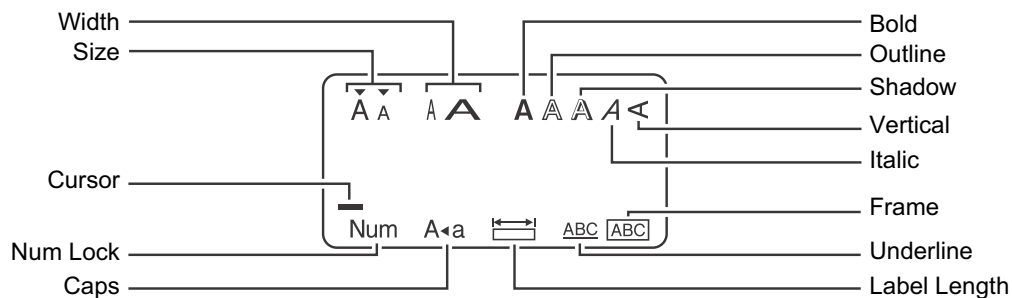 Width
Size
Cursor
Num Lock
Caps
A A A A A A A A A
Num A◂a ABC ABC
Bold
Outline
Shadow
Vertical
Italic
Frame
Underline
Label Length